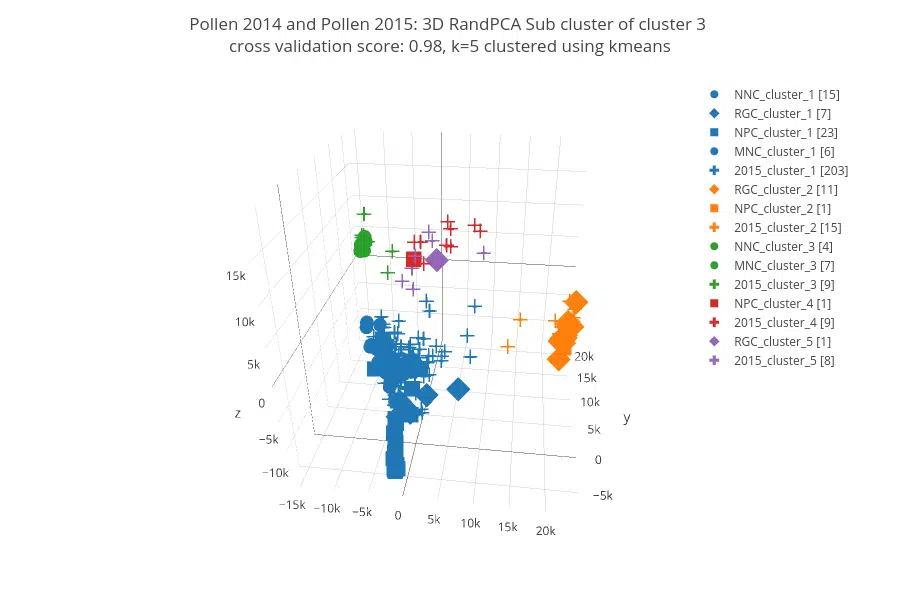 Pollen 2014 and Pollen 2015: 3D RandPCA Sub cluster of cluster 3
cross validation score: 0.98, k=5 clustered using kmeans
NNC_cluster_1 [15]
RGC_cluster_1 [7]
NPC_cluster_1 [23]
MNC_cluster_1 [6]
2015_cluster_1 [203]
RGC_cluster_2 [11]
NPC_cluster_2 [1]
2015_cluster_2 [15]
NNC_cluster_3 [4]
MNC_cluster_3 [7]
2015_cluster_3 [9]
NPC_cluster_4 [1]
2015_cluster_4 [9]
RGC_cluster_5 [1]
2015_cluster_5 [8]
15k
10k
5k
0
z
−5k
−10k
20k
15k
10k
y
5k
0
−5k
−15k −10k −5k 0 5k 10k 15k 20k